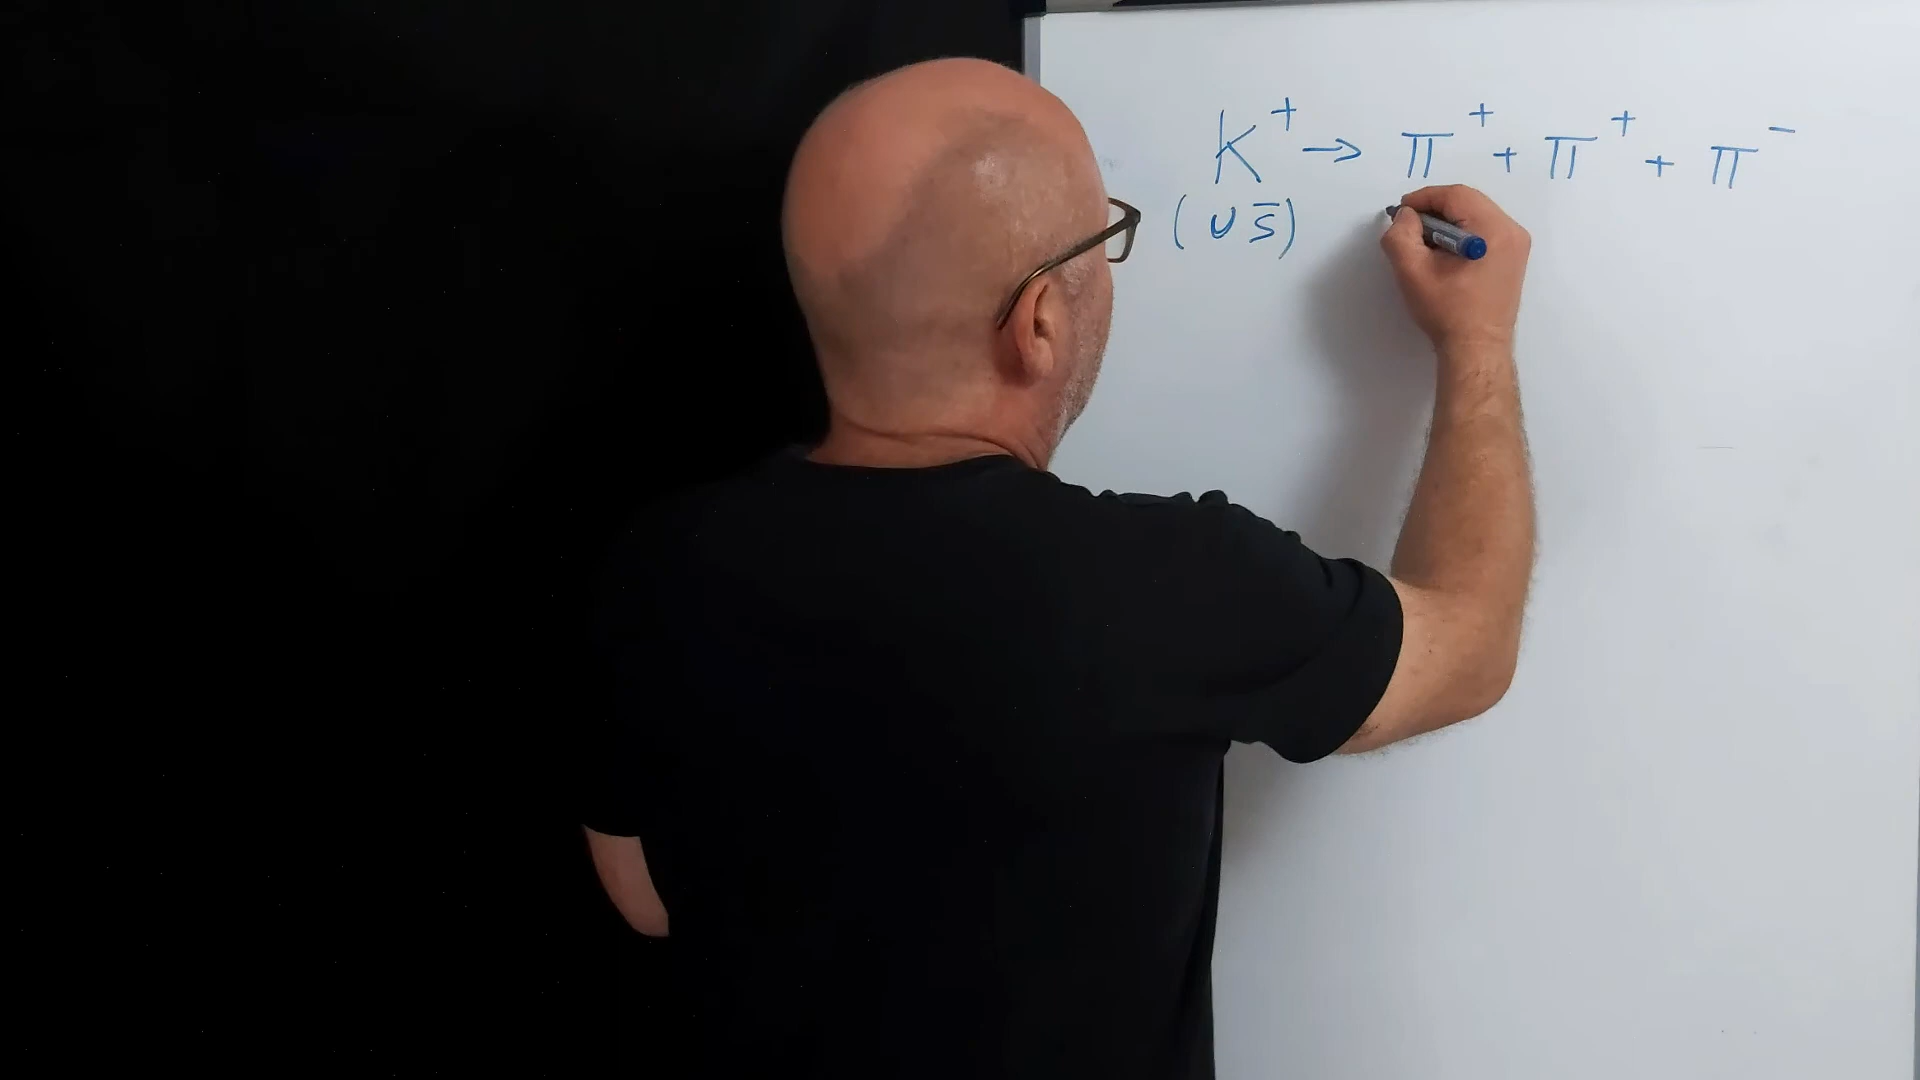 K⁺ → π⁺ + π⁺ + π⁻
(u s̄)